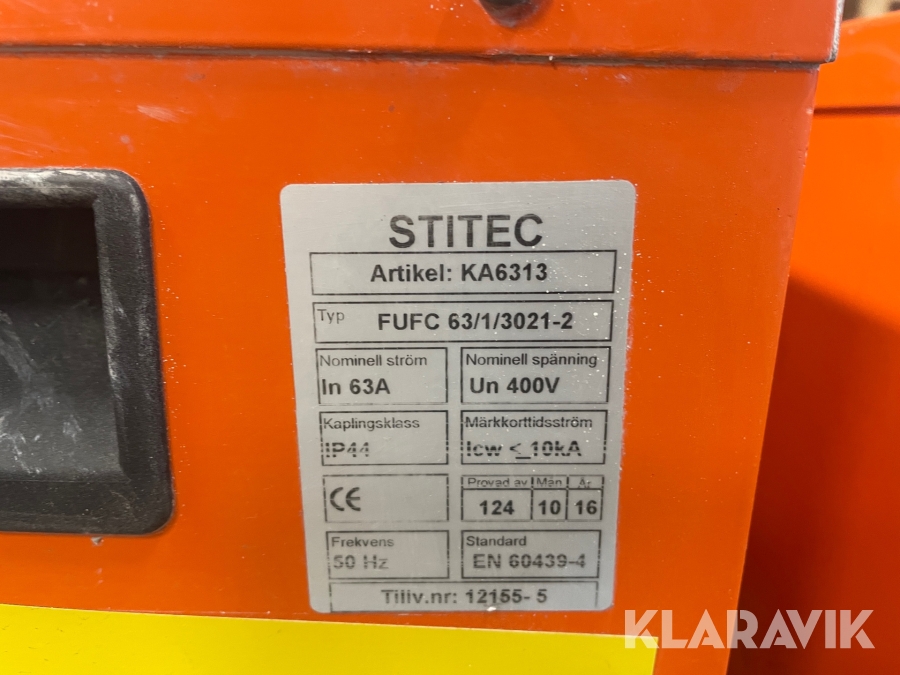 STITEC
Artikel: KA6313
Typ FUFC 63/1/3021-2
Nominell ström Nominell spänning
In 63A Un 400V
Kaplingsklass Märkkorttidsström
IP44 Icw ≤ 10kA
CE Provad av Mån År
124 10 16
Frekvens Standard
50 Hz EN 60439-4
Tillv.nr: 12155- 5
KLARAVIK